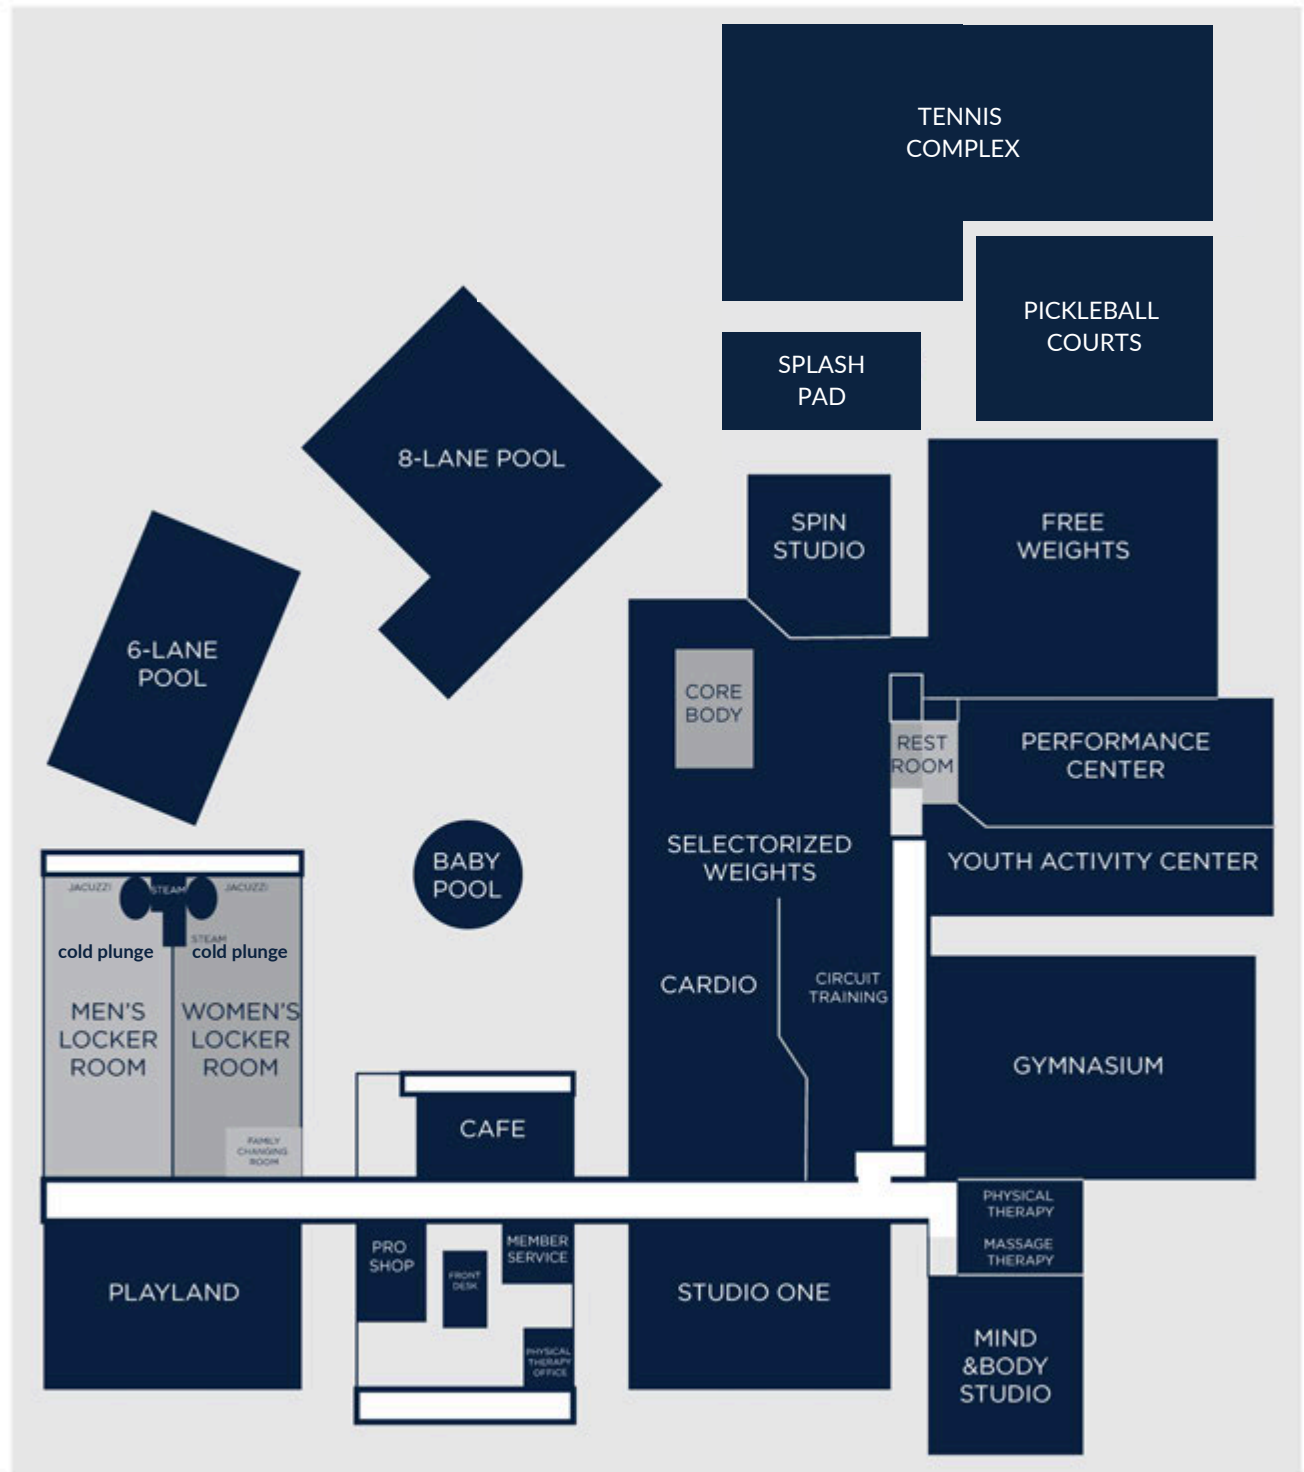 TENNIS
COMPLEX
PICKLEBALL
COURTS
SPLASH
PAD
8-LANE POOL
SPIN
STUDIO
FREE
WEIGHTS
6-LANE
POOL
CORE
BODY
REST
ROOM
PERFORMANCE
CENTER
SELECTORIZED
WEIGHTS
YOUTH ACTIVITY CENTER
BABY
POOL
JACUZZI
STEAM
JACUZZI
STEAM
cold plunge
cold plunge
MEN'S
LOCKER
ROOM
WOMEN'S
LOCKER
ROOM
FAMILY
CHANGING
ROOM
CARDIO
CIRCUIT
TRAINING
GYMNASIUM
CAFE
PHYSICAL
THERAPY
MASSAGE
THERAPY
PRO
SHOP
FRONT
DESK
MEMBER
SERVICE
PHYSICAL
THERAPY
OFFICE
PLAYLAND
STUDIO ONE
MIND
&BODY
STUDIO